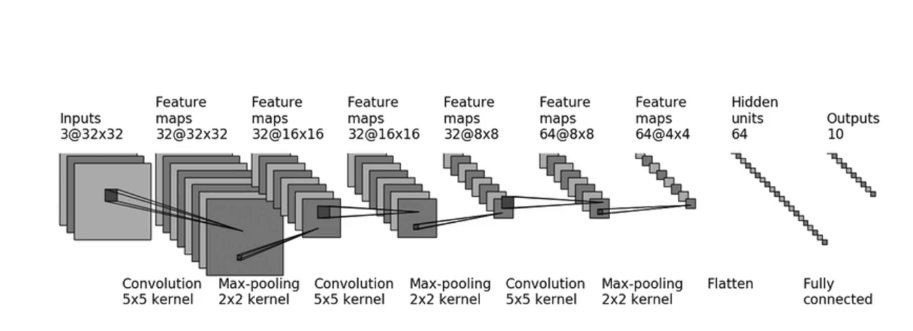 Inputs
3@32x32
Feature
maps
32@32x32
Feature
maps
32@16x16
Feature
maps
32@16x16
Feature
maps
32@8x8
Feature
maps
64@8x8
Feature
maps
64@4x4
Hidden
units
64
Outputs
10
Convolution
5x5 kernel
Max-pooling
2x2 kernel
Convolution
5x5 kernel
Max-pooling
2x2 kernel
Convolution
5x5 kernel
Max-pooling
2x2 kernel
Flatten
Fully
connected